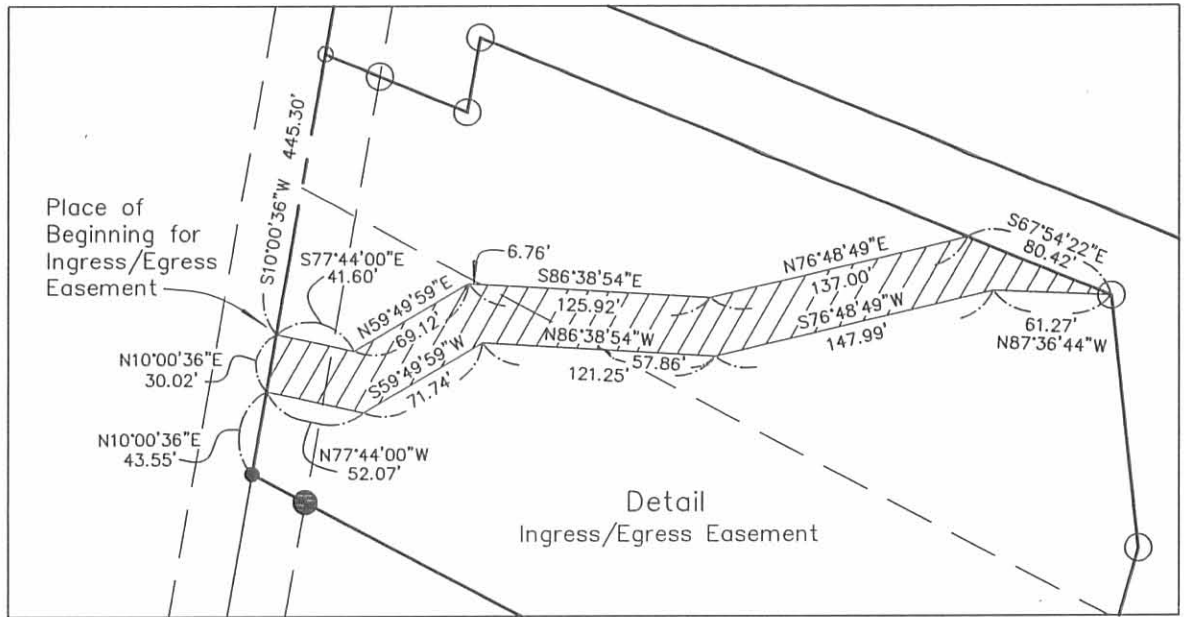 S10°00'36"W 445.30'
Place of
Beginning for
Ingress/Egress
Easement
S77°44'00"E
41.60'
N59°49'59"E
69.12'
6.76'
S86°38'54"E
125.92'
N76°48'49"E
137.00'
S67°54'22"E
80.42'
N10°00'36"E
30.02'
S59°49'59"W
71.74'
N86°38'54"W
57.86'
121.25'
S76°48'49"W
147.99'
61.27'
N87°36'44"W
N10°00'36"E
43.55'
N77°44'00"W
52.07'
Detail
Ingress/Egress Easement